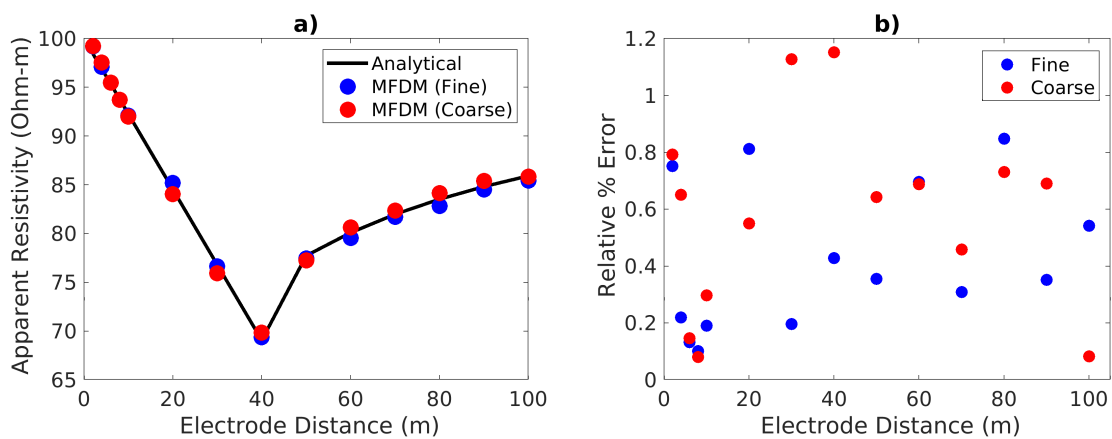 a)
Apparent Resistivity (Ohm-m)
100
95
90
85
80
75
70
65
Analytical
MFDM (Fine)
MFDM (Coarse)
0
20
40
60
80
100
Electrode Distance (m)
b)
Relative % Error
1.2
1
0.8
0.6
0.4
0.2
0
Fine
Coarse
0
20
40
60
80
100
Electrode Distance (m)